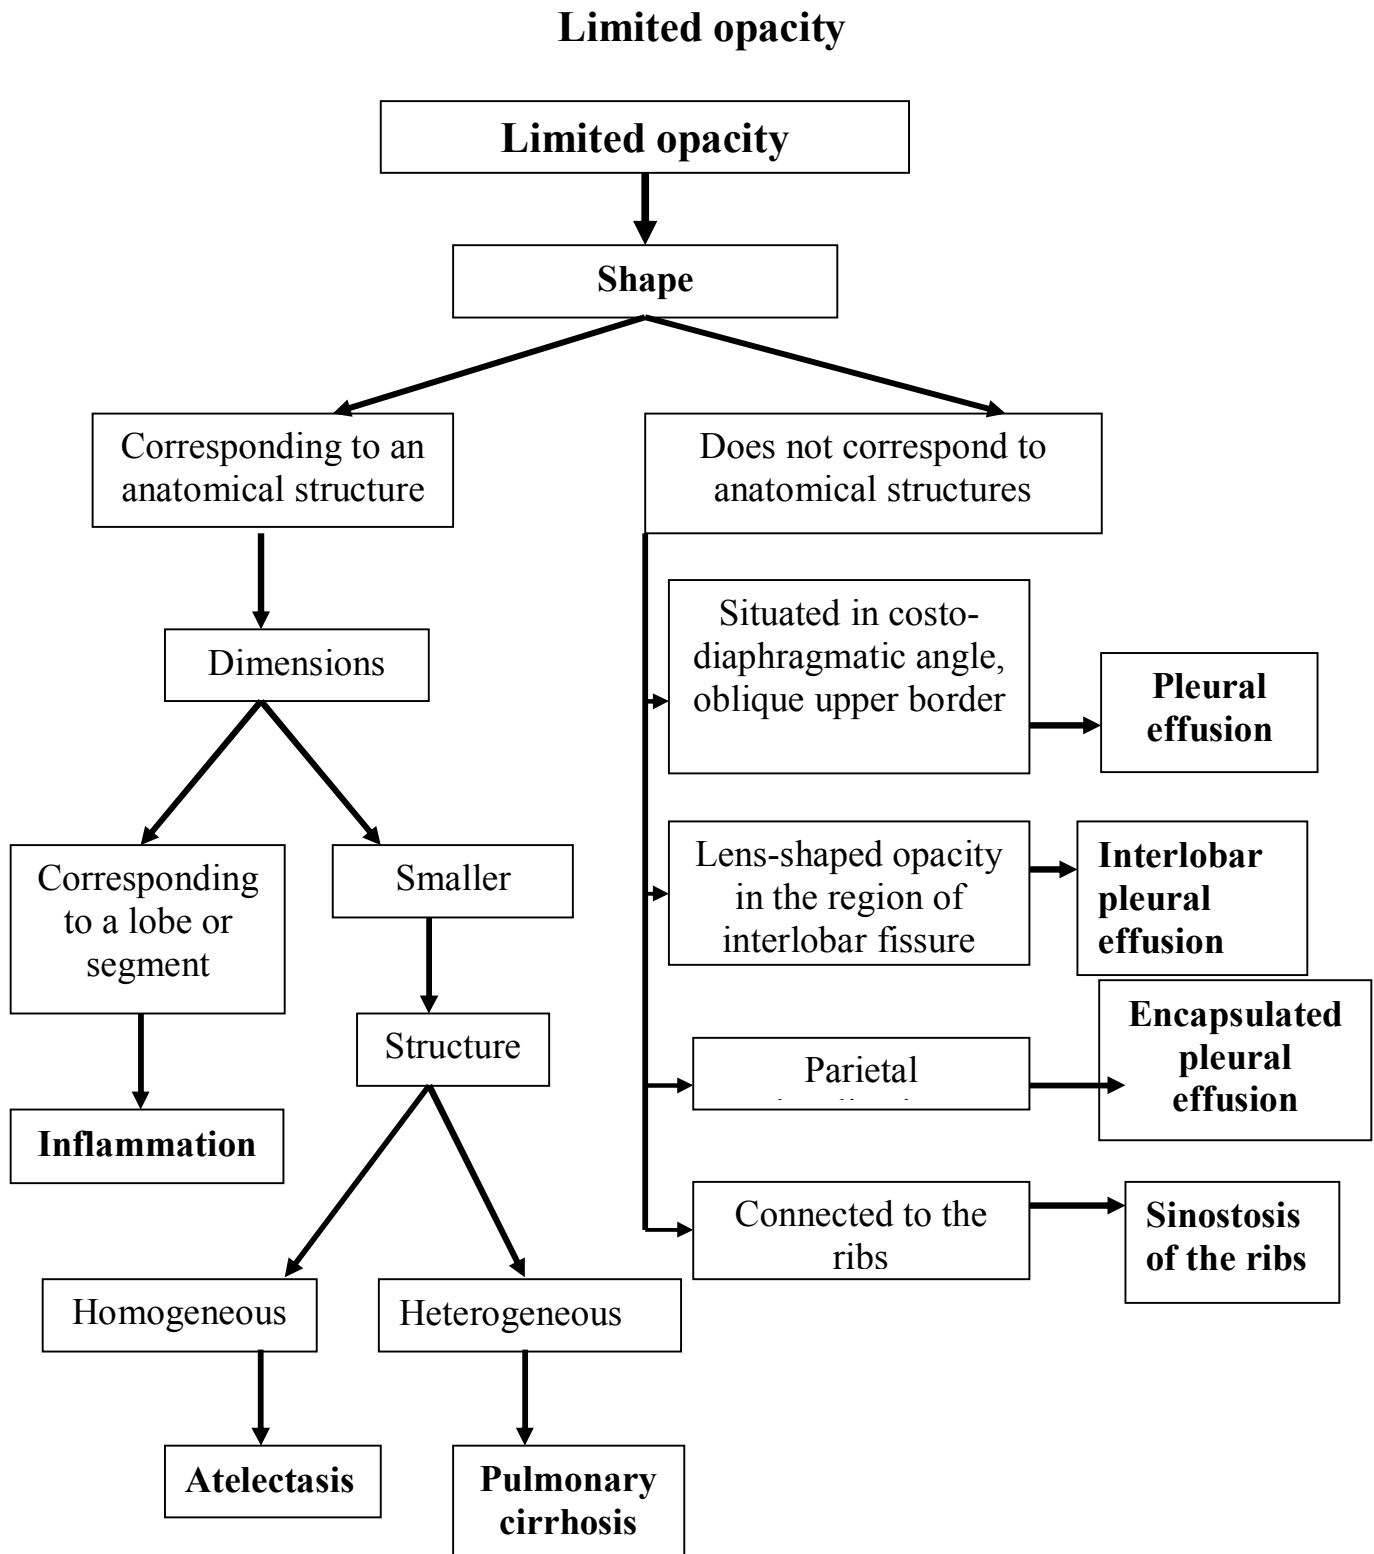 Limited opacity
Limited opacity
Shape
Corresponding to an
anatomical structure
Does not correspond to
anatomical structures
Dimensions
Situated in costo-
diaphragmatic angle,
oblique upper border
Pleural
effusion
Corresponding
to a lobe or
segment
Smaller
Lens-shaped opacity
in the region of
interlobar fissure
Interlobar
pleural
effusion
Structure
Parietal
Encapsulated
pleural
effusion
Inflammation
Connected to the
ribs
Sinostosis
of the ribs
Homogeneous
Heterogeneous
Atelectasis
Pulmonary
cirrhosis